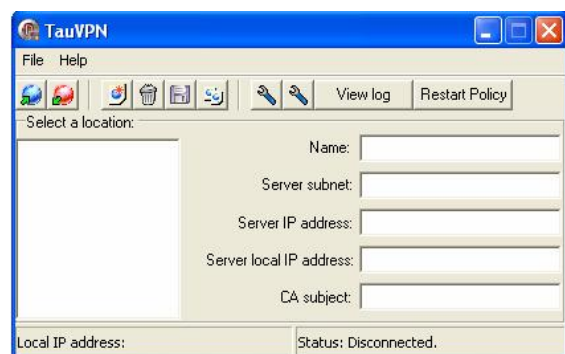 TauVPN
File Help
View log Restart Policy
Select a location:
Name:
Server subnet:
Server IP address:
Server local IP address:
CA subject:
Local IP address: Status: Disconnected.